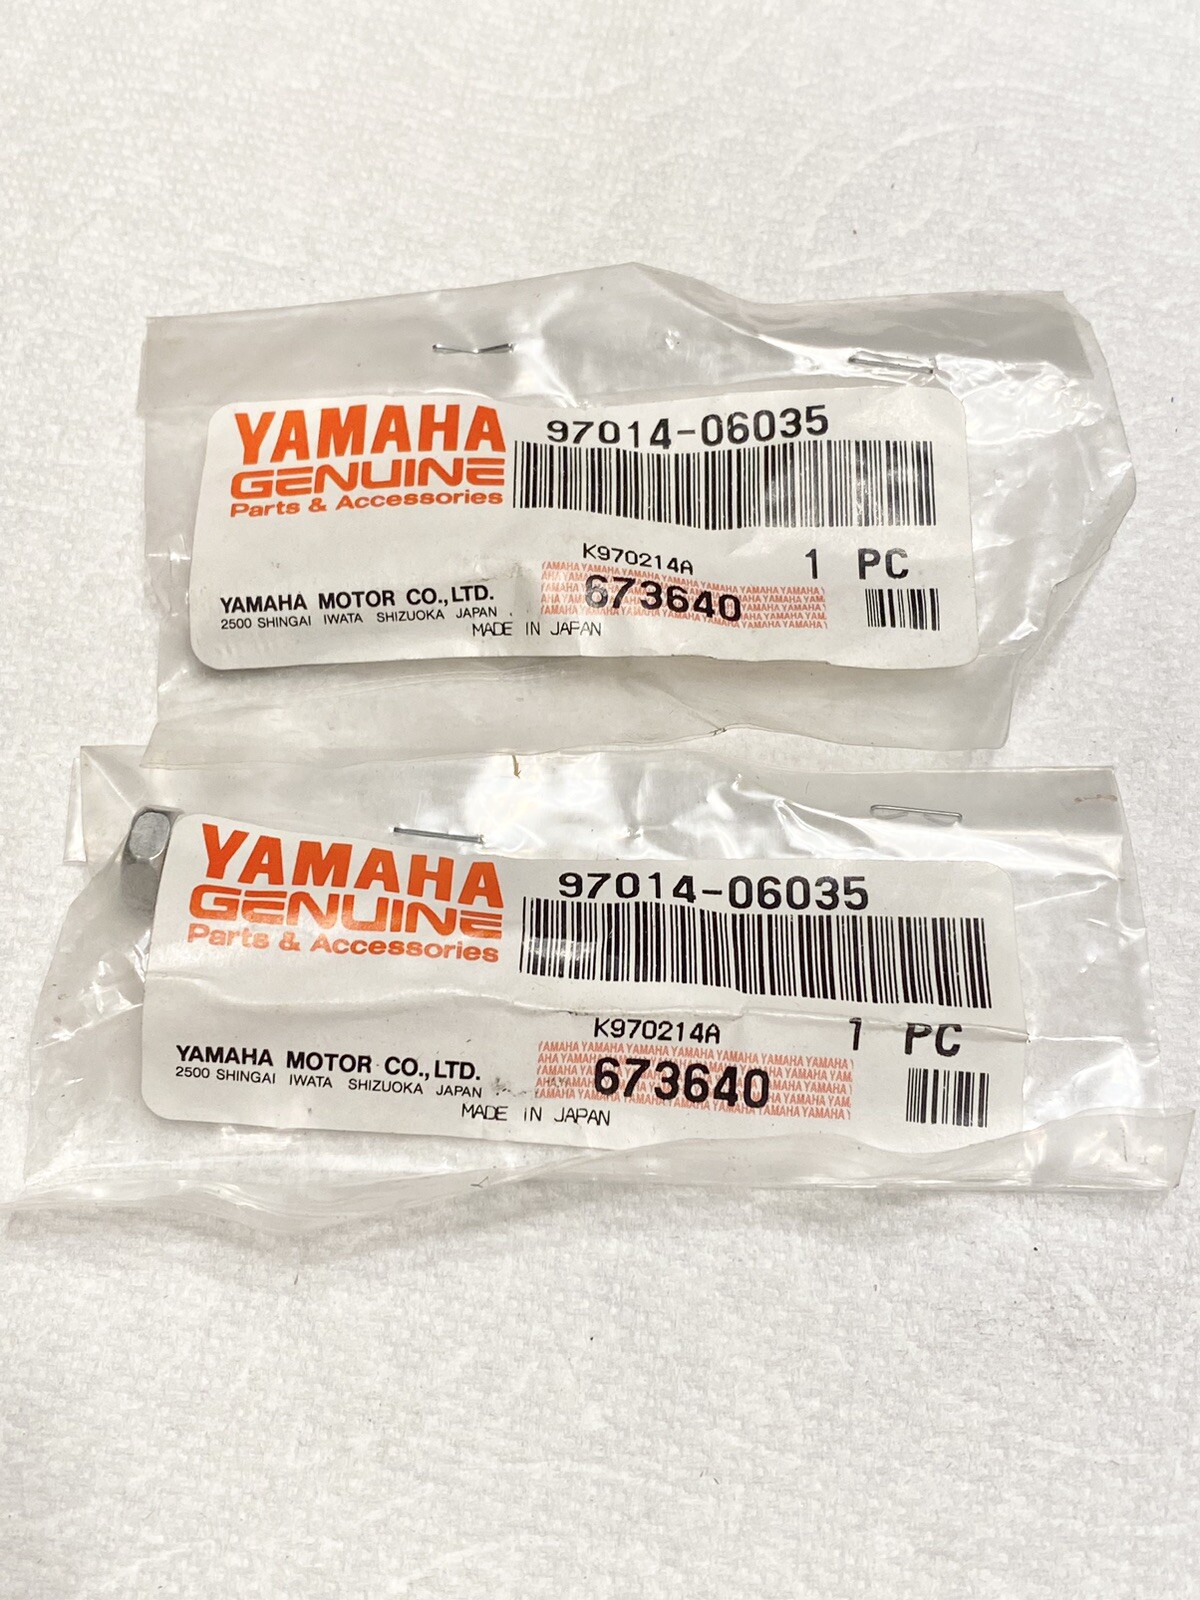 YAMAHA
GENUINE
Parts & Accessories
97014-06035
K970214A
1 PC
673640
YAMAHA MOTOR CO.,LTD.
2500 SHINGAI IWATA SHIZUOKA JAPAN
MADE IN JAPAN
YAMAHA
GENUINE
Parts & Accessories
97014-06035
K970214A
1 PC
673640
YAMAHA MOTOR CO.,LTD.
2500 SHINGAI IWATA SHIZUOKA JAPAN
MADE IN JAPAN